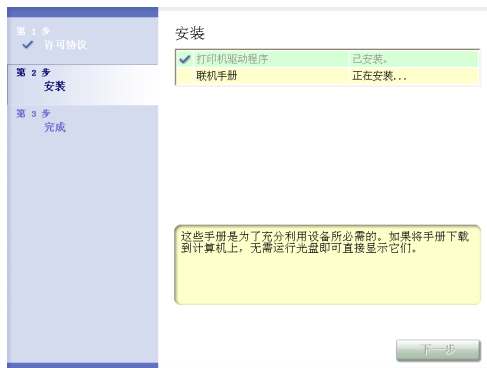 第 1 步
许可协议
第 2 步
安装
第 3 步
完成
安装
打印机驱动程序 已安装。
联机手册 正在安装...
这些手册是为了充分利用设备所必需的。如果将手册下载
到计算机上，无需运行光盘即可直接显示它们。
下一步